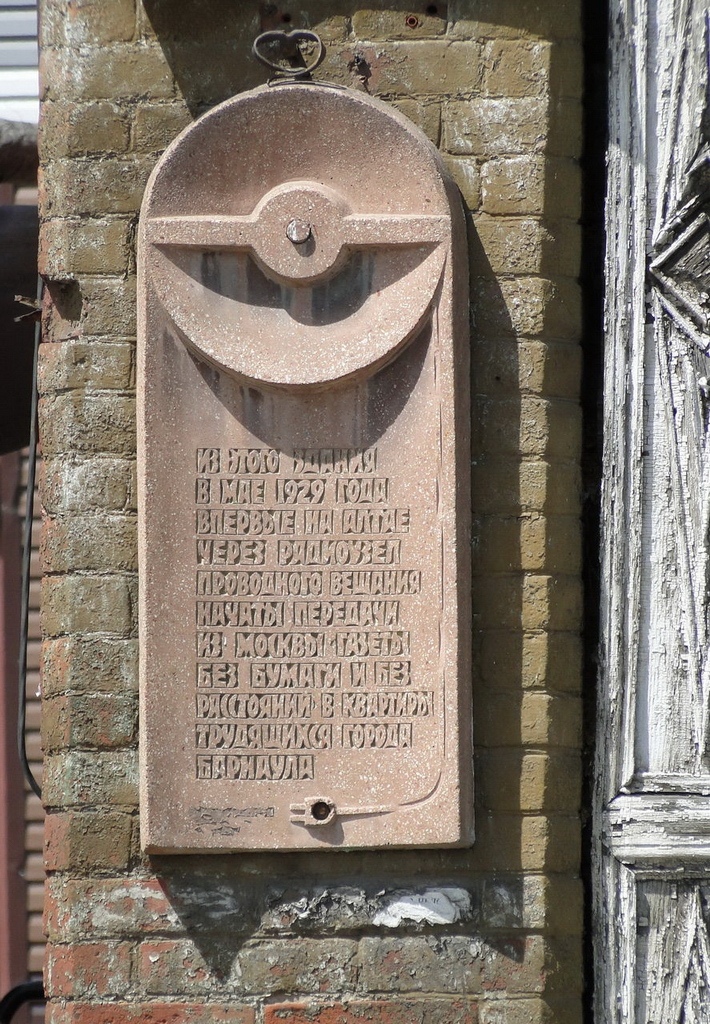 ИЗ ЭТОГО ЗДАНИЯ
В МАЕ 1929 ГОДА
ВПЕРВЫЕ НА АЛТАЕ
ЧЕРЕЗ РАДИОУЗЕЛ
ПРОВОДНОГО ВЕЩАНИЯ
НАЧАТЫ ПЕРЕДАЧИ
ИЗ МОСКВЫ ГАЗЕТЫ
БЕЗ БУМАГИ И БЕЗ
РАССТОЯНИЙ В КВАРТИРЫ
ТРУДЯЩИХСЯ ГОРОДА
БАРНАУЛА